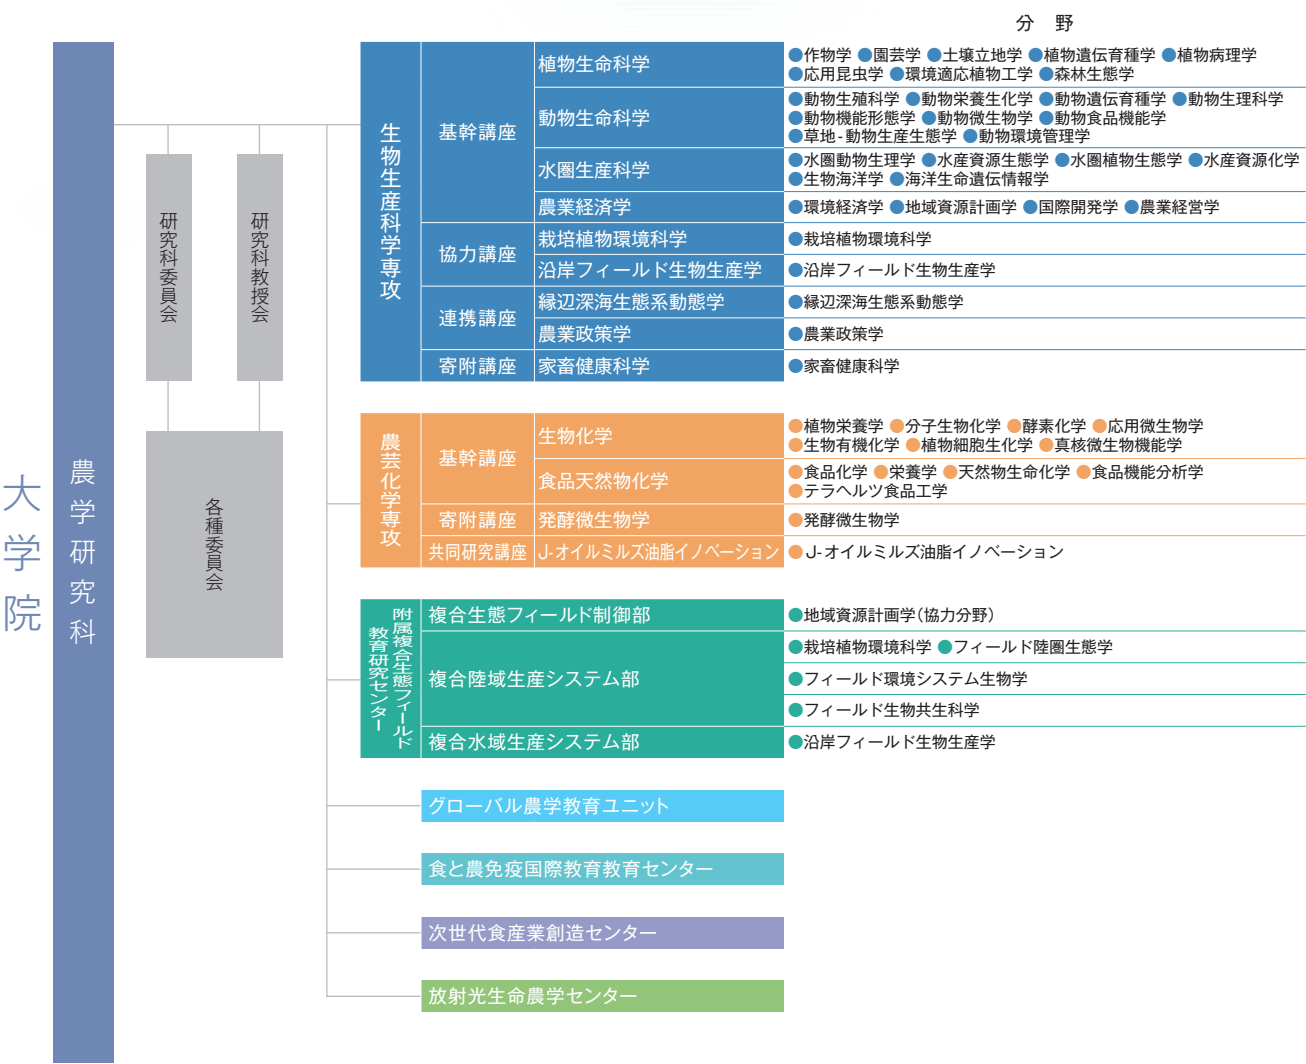 分 野
大学院
農学研究科
研究科委員会
研究科教授会
各種委員会
生物生産科学専攻
基幹講座
植物生命科学
●作物学 ●園芸学 ●土壌立地学 ●植物遺伝育種学 ●植物病理学
●応用昆虫学 ●環境適応植物工学 ●森林生態学
動物生命科学
●動物生殖科学 ●動物栄養生化学 ●動物遺伝育種学 ●動物生理科学
●動物機能形態学 ●動物微生物学 ●動物食品機能学
●草地-動物生産生態学 ●動物環境管理学
水圏生産科学
●水圏動物生理学 ●水産資源生態学 ●水圏植物生態学 ●水産資源化学
●生物海洋学 ●海洋生命遺伝情報学
農業経済学
●環境経済学 ●地域資源計画学 ●国際開発学 ●農業経営学
協力講座
栽培植物環境科学
●栽培植物環境科学
沿岸フィールド生物生産学
●沿岸フィールド生物生産学
連携講座
縁辺深海生態系動態学
●縁辺深海生態系動態学
農業政策学
●農業政策学
寄附講座
家畜健康科学
●家畜健康科学
農芸化学専攻
基幹講座
生物化学
●植物栄養学 ●分子生物化学 ●酵素化学 ●応用微生物学
●生物有機化学 ●植物細胞生化学 ●真核微生物機能学
食品天然物化学
●食品化学 ●栄養学 ●天然物生命化学 ●食品機能分析学
●テラヘルツ食品工学
寄附講座
発酵微生物学
●発酵微生物学
共同研究講座
J-オイルミルズ油脂イノベーション
●J-オイルミルズ油脂イノベーション
附属複合生態フィールド
教育研究センター
複合生態フィールド制御部
●地域資源計画学(協力分野)
複合陸域生産システム部
●栽培植物環境科学 ●フィールド陸圏生態学
●フィールド環境システム生物学
●フィールド生物共生科学
複合水域生産システム部
●沿岸フィールド生物生産学
グローバル農学教育ユニット
食と農免疫国際教育教育センター
次世代食産業創造センター
放射光生命農学センター